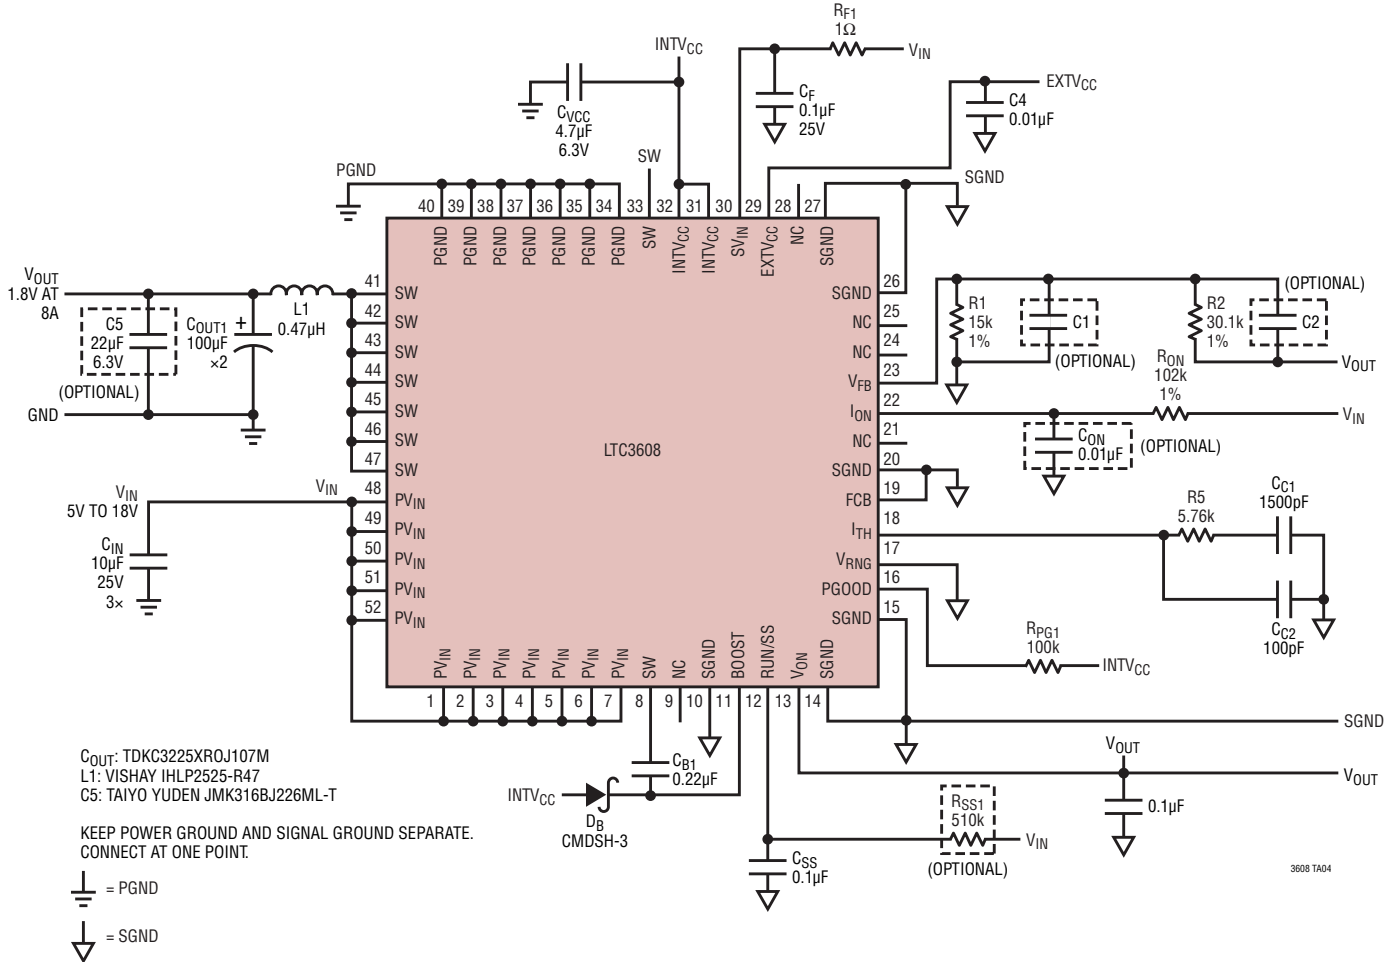 RF1
1Ω
VIN
INTVCC
CVCC
4.7µF
6.3V
CF
0.1µF
25V
EXTVCC
C4
0.01µF
PGND
SW
SGND
40 39 38 37 36 35 34 33 32 31 30 29 28 27
PGND PGND PGND PGND PGND PGND PGND SW INTVCC INTVCC SVIN EXTVCC NC SGND
VOUT
1.8V AT
8A
C5
22µF
6.3V
(OPTIONAL)
COUT1
100µF
×2
+
L1
0.47µH
GND
41 SW
42 SW
43 SW
44 SW
45 SW
46 SW
47 SW
48 PVIN
49 PVIN
50 PVIN
51 PVIN
52 PVIN
VIN
VIN
5V TO 18V
CIN
10µF
25V
3×
LTC3608
SGND 26
NC 25
NC 24
VFB 23
ION 22
NC 21
SGND 20
FCB 19
ITH 18
VRNG 17
PGOOD 16
SGND 15
R1
15k
1%
C1
(OPTIONAL)
R2
30.1k
1%
(OPTIONAL)
C2
VOUT
RON
102k
1%
VIN
CON
0.01µF
(OPTIONAL)
R5
5.76k
CC1
1500pF
CC2
100pF
RPG1
100k
INTVCC
PVIN PVIN PVIN PVIN PVIN PVIN PVIN SW NC SGND BOOST RUN/SS VON SGND
1 2 3 4 5 6 7 8 9 10 11 12 13 14
SGND
VOUT
VOUT
0.1µF
CB1
0.22µF
INTVCC
DB
CMDSH-3
RSS1
510k
(OPTIONAL)
VIN
CSS
0.1µF
COUT: TDKC3225XROJ107M
L1: VISHAY IHLP2525-R47
C5: TAIYO YUDEN JMK316BJ226ML-T
KEEP POWER GROUND AND SIGNAL GROUND SEPARATE.
CONNECT AT ONE POINT.
= PGND
= SGND
3608 TA04